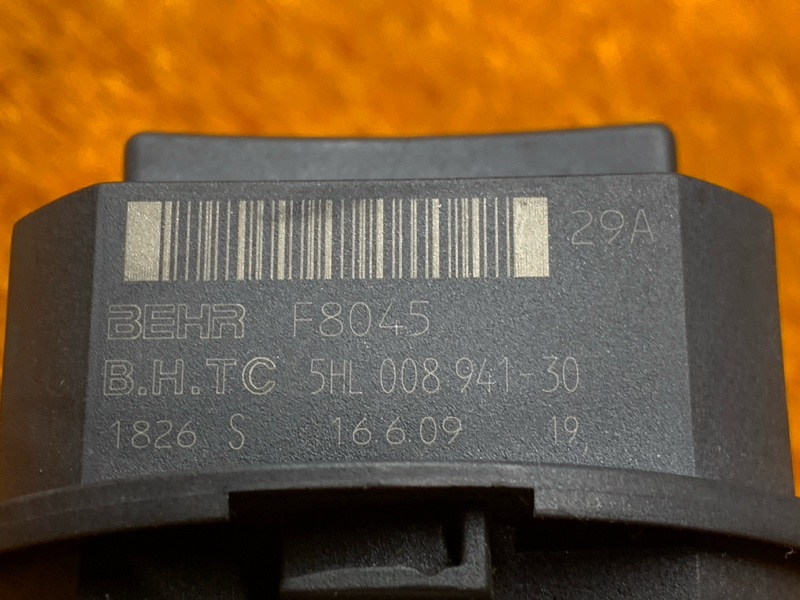 29A
BEHR F8045
B.H.TC 5HL 008 941-30
1826 S 16.6.09 19,